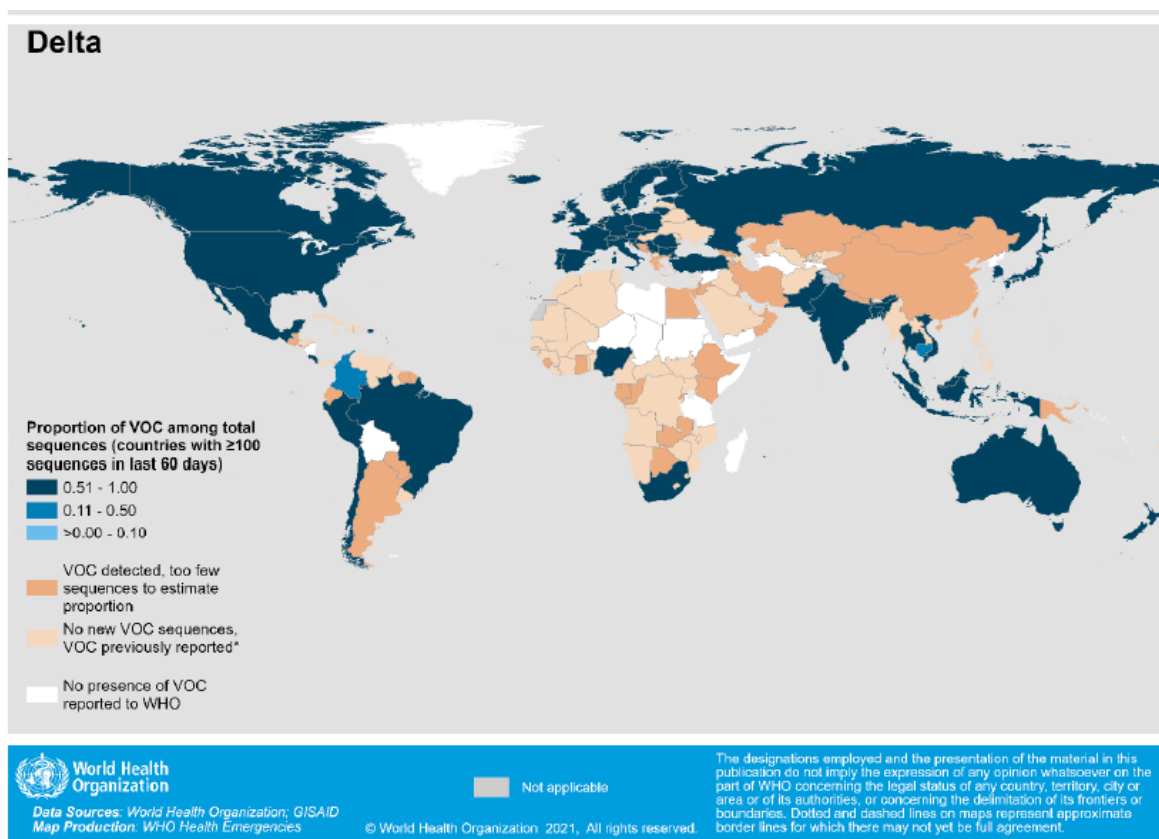 Delta
Proportion of VOC among total
sequences (countries with ≥100
sequences in last 60 days)
0.51 - 1.00
0.11 - 0.50
>0.00 - 0.10
VOC detected, too few
sequences to estimate
proportion
No new VOC sequences,
VOC previously reported*
No presence of VOC
reported to WHO
World Health
Organization
Data Sources: World Health Organization; GISAID
Map Production: WHO Health Emergencies
Not applicable
© World Health Organization 2021, All rights reserved.
The designations employed and the presentation of the material in this
publication do not imply the expression of any opinion whatsoever on the
part of WHO concerning the legal status of any country, territory, city or
area or of its authorities, or concerning the delimitation of its frontiers or
boundaries. Dotted and dashed lines on maps represent approximate
border lines for which there may not yet be full agreement.